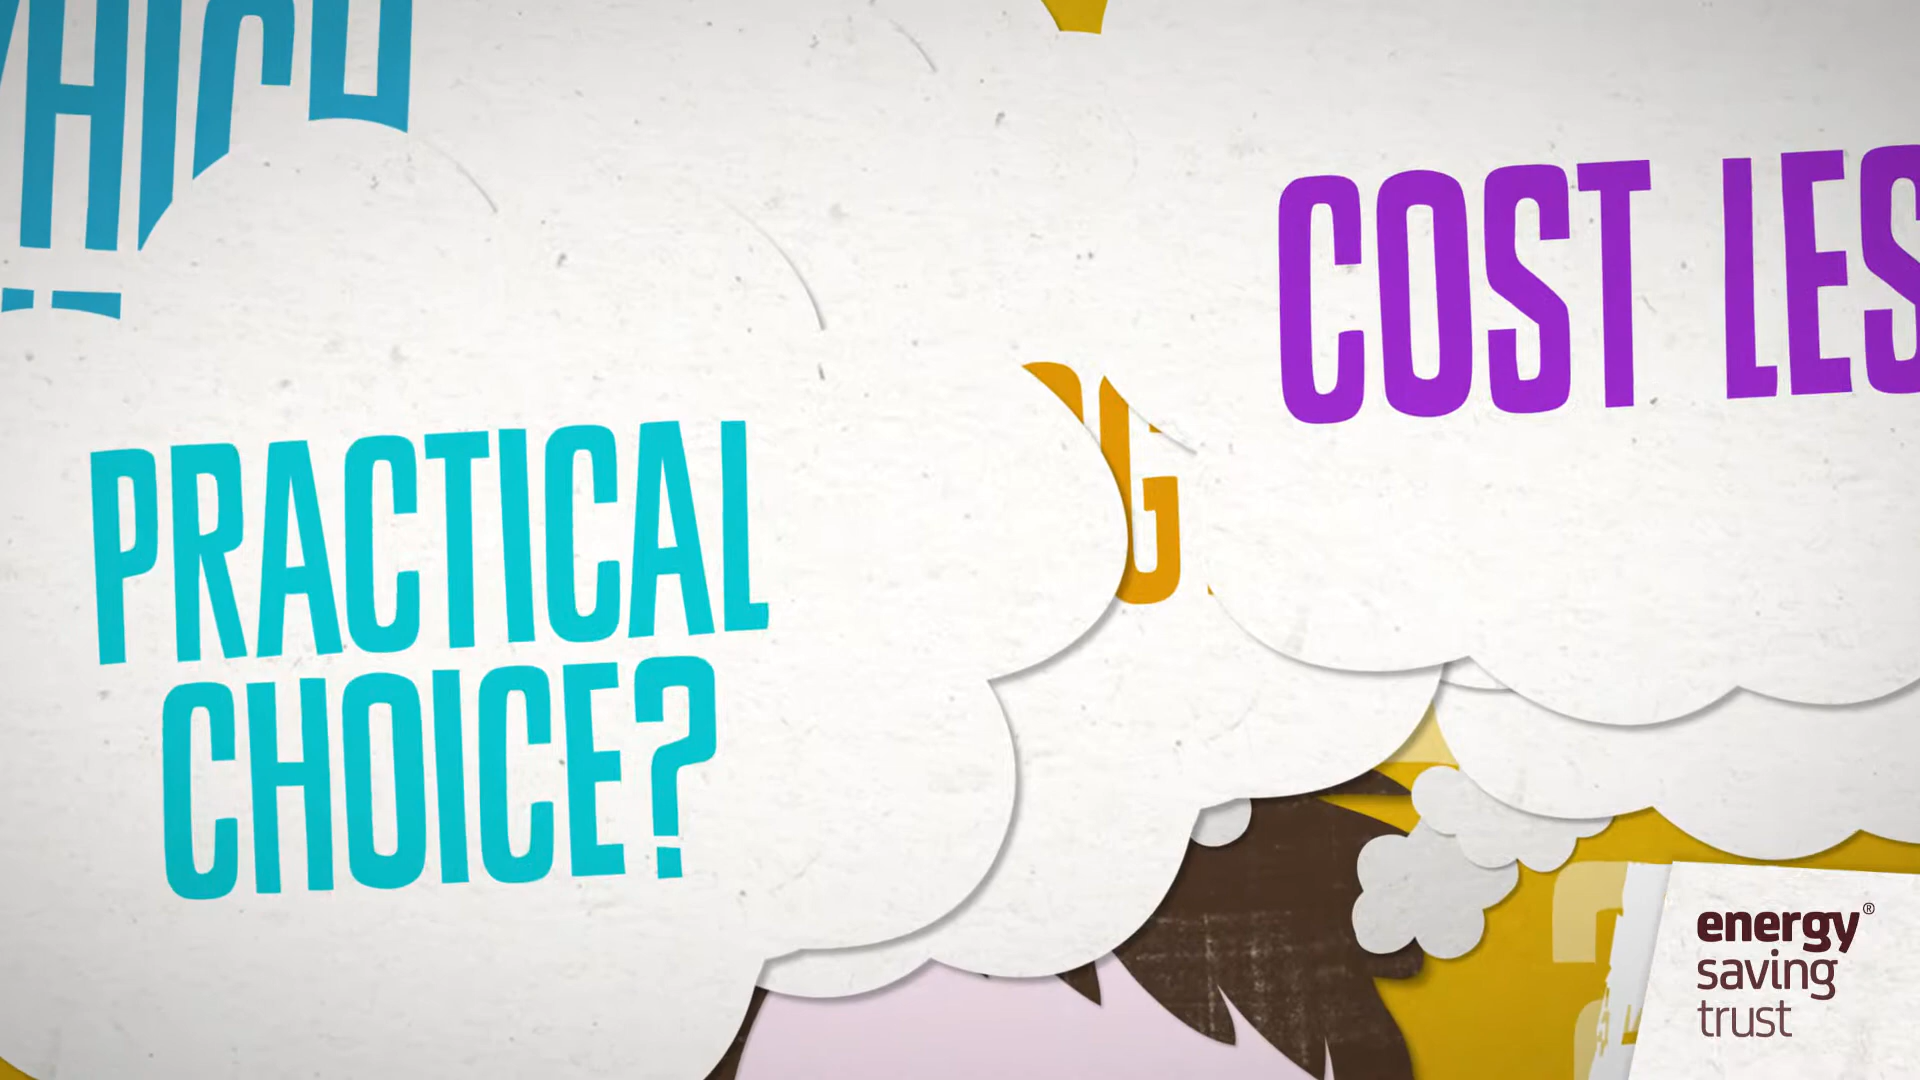 PRACTICAL
CHOICE?
COST LES
energy®
saving
trust